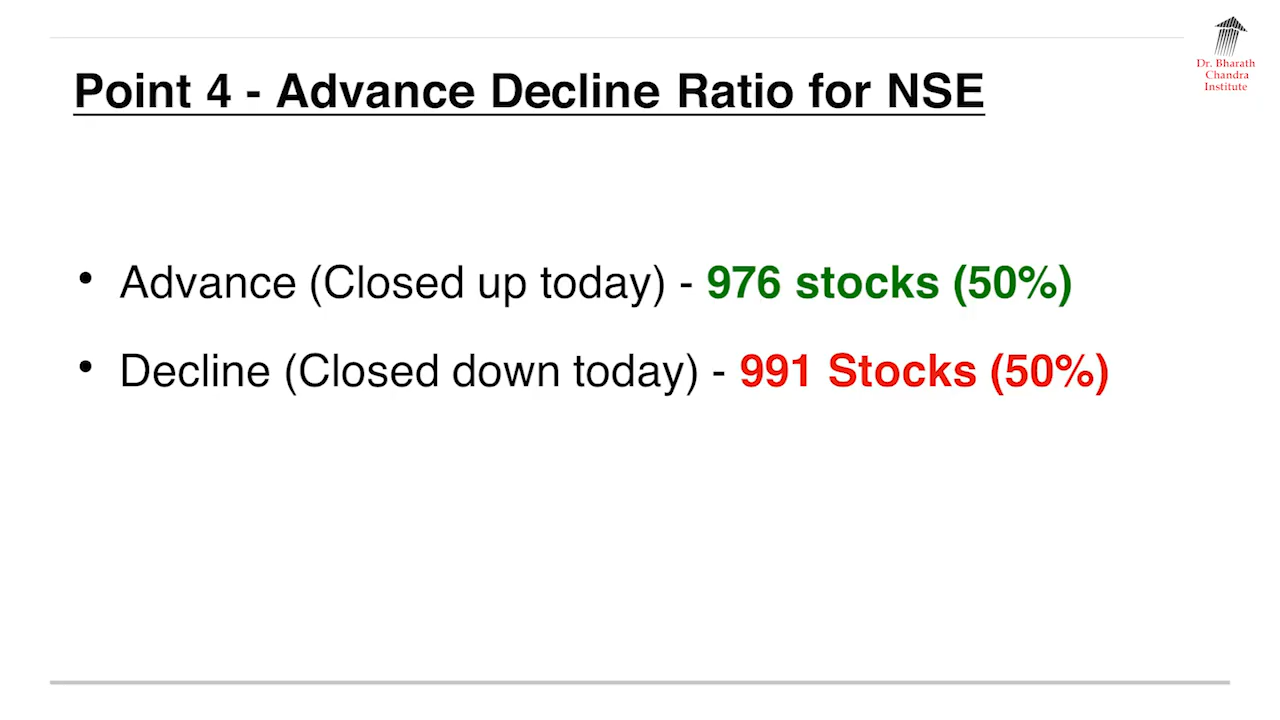 Dr. Bharath
Chandra
Institute
Point 4 - Advance Decline Ratio for NSE
• Advance (Closed up today) - 976 stocks (50%)
• Decline (Closed down today) - 991 Stocks (50%)